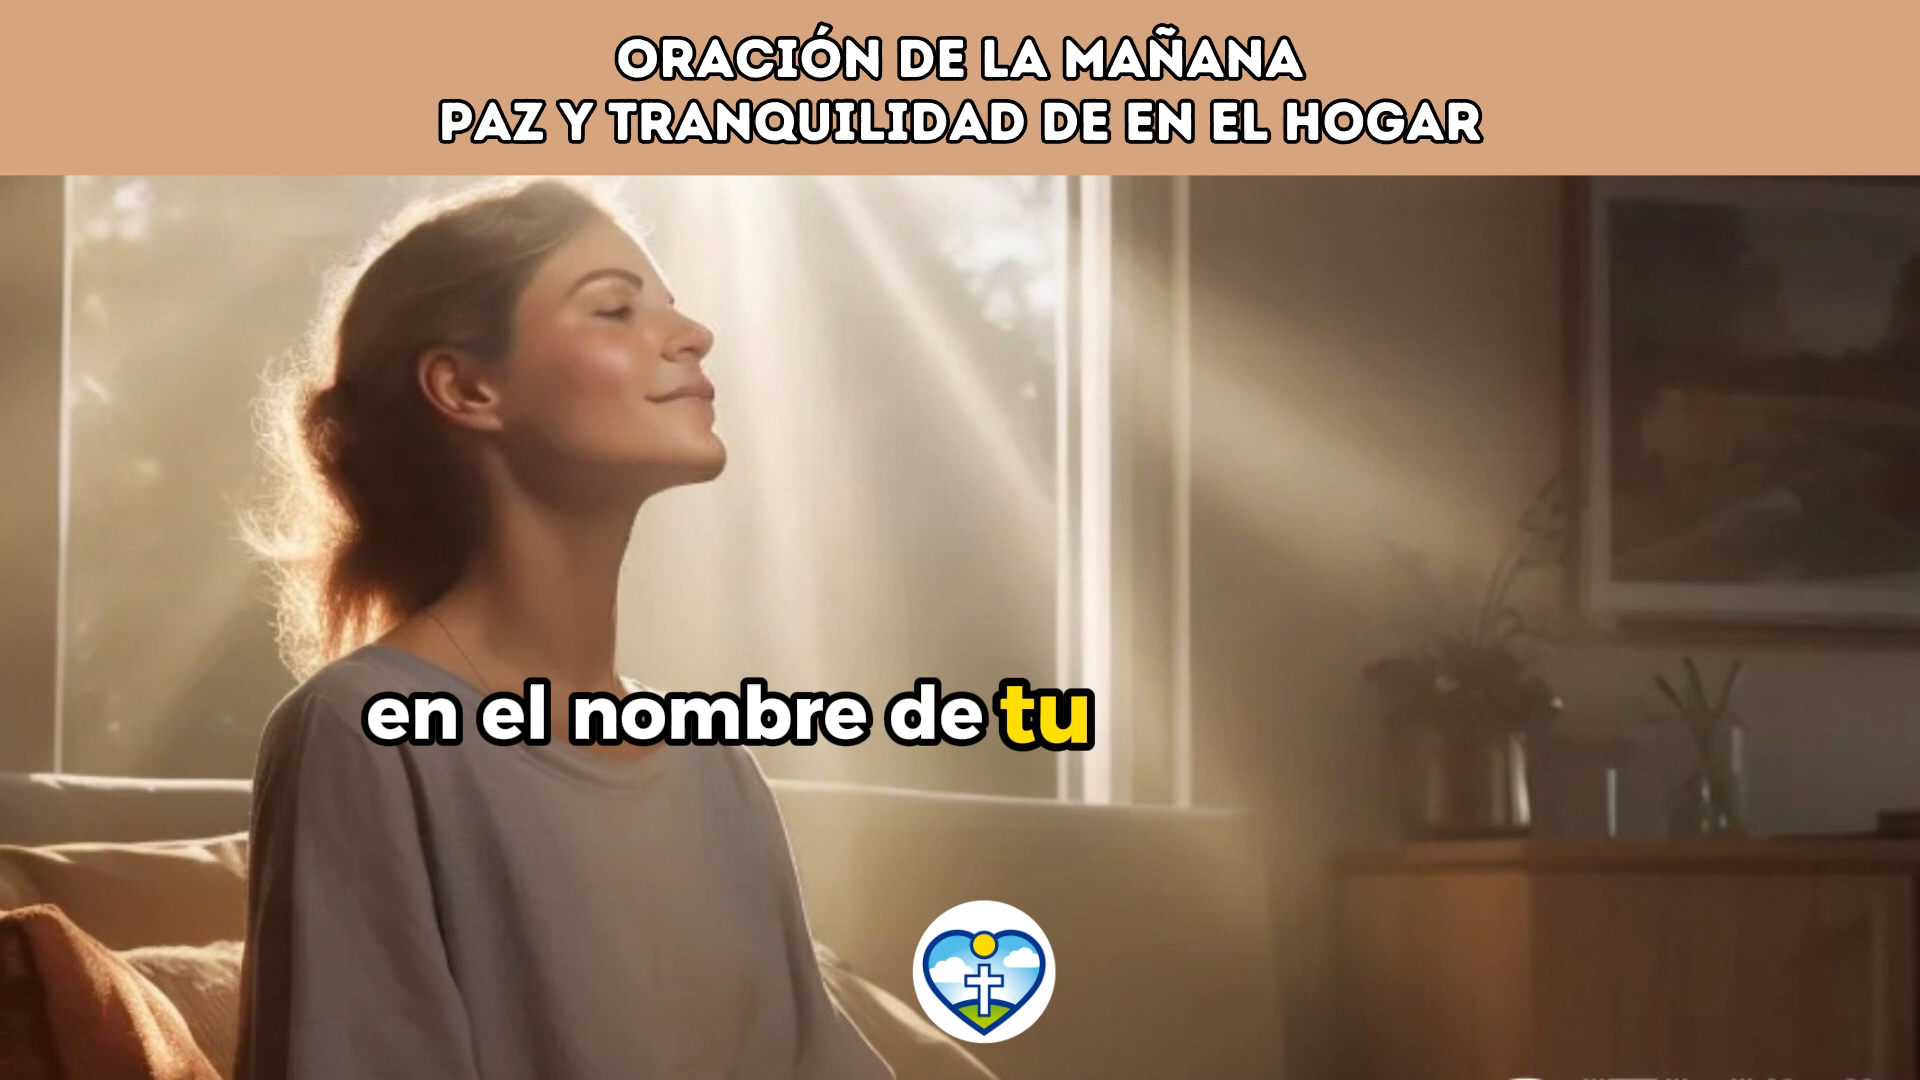 ORACIÓN DE LA MAÑANA
PAZ Y TRANQUILIDAD DE EN EL HOGAR
en el nombre de tu